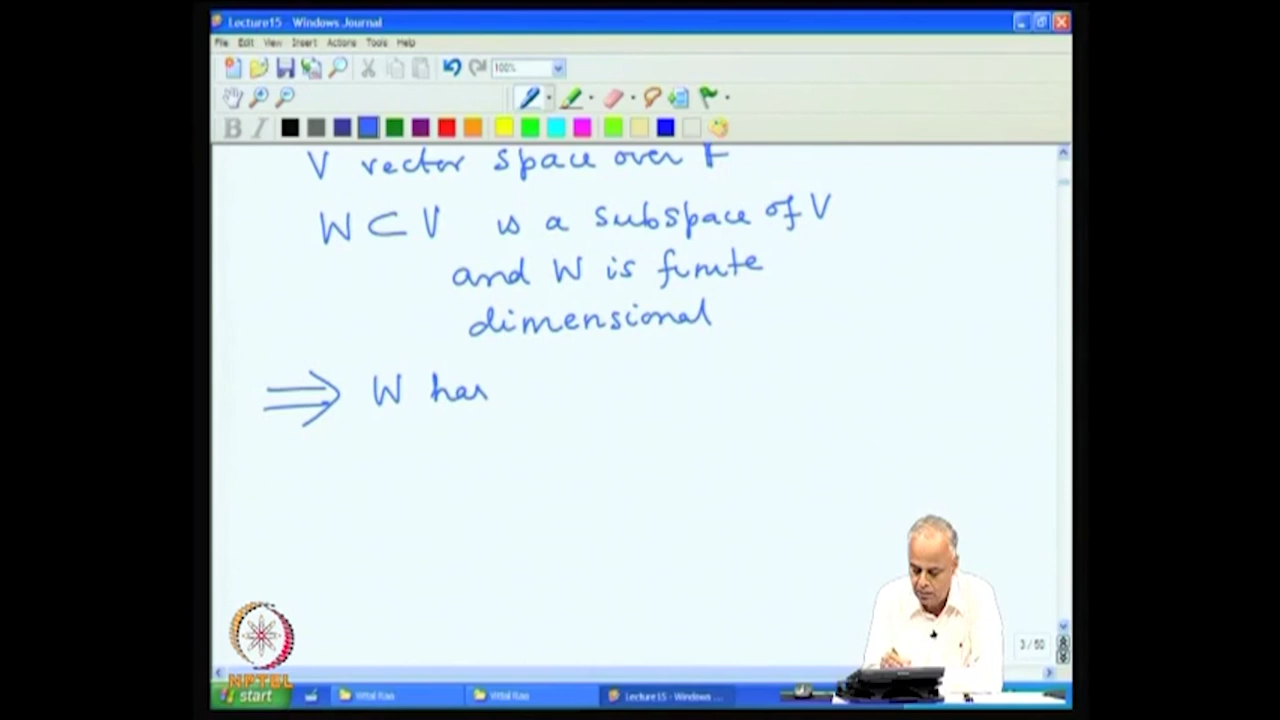 Lecture15 - Windows Journal
File Edit View Insert Actions Tools Help
100%
B I
V vector space over F
W ⊂ V is a subspace of V
and W is finite
dimensional
⇒ W has
3 / 50
NPTEL
start Vittal Rao Vittal Rao Lecture15 - Windows ...